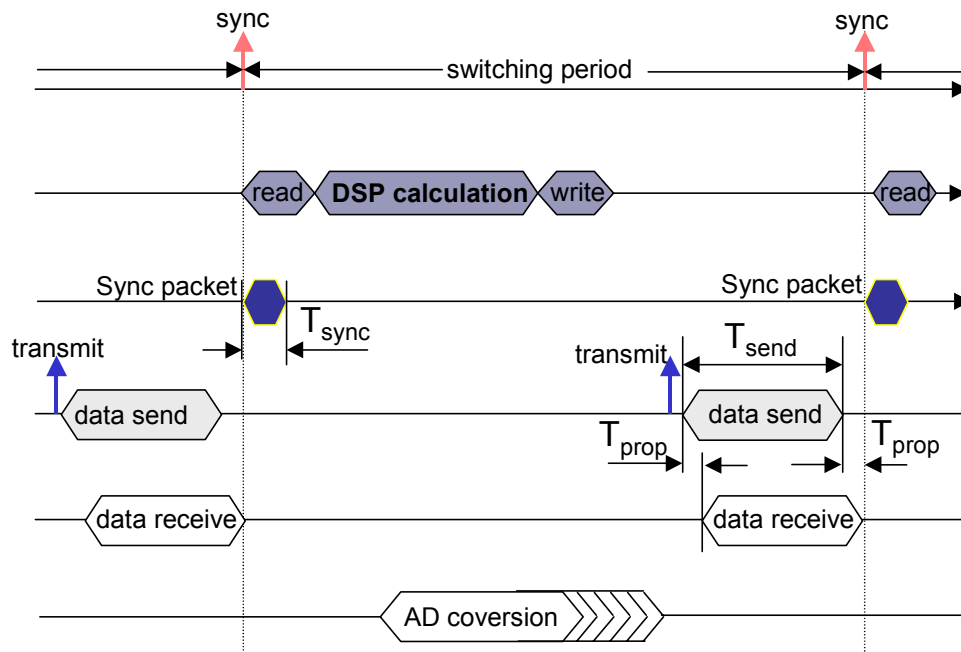 sync
sync
switching period
read
DSP calculation
write
read
Sync packet
Sync packet
Tsync
transmit
transmit
Tsend
data send
data send
Tprop
Tprop
data receive
data receive
AD coversion